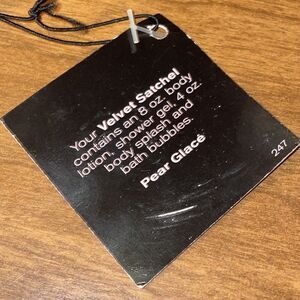 Your Velvet Satchel
contains an 8 oz. body
lotion, shower gel, 4 oz.
body splash and
bath bubbles.
Pear Glacé
247